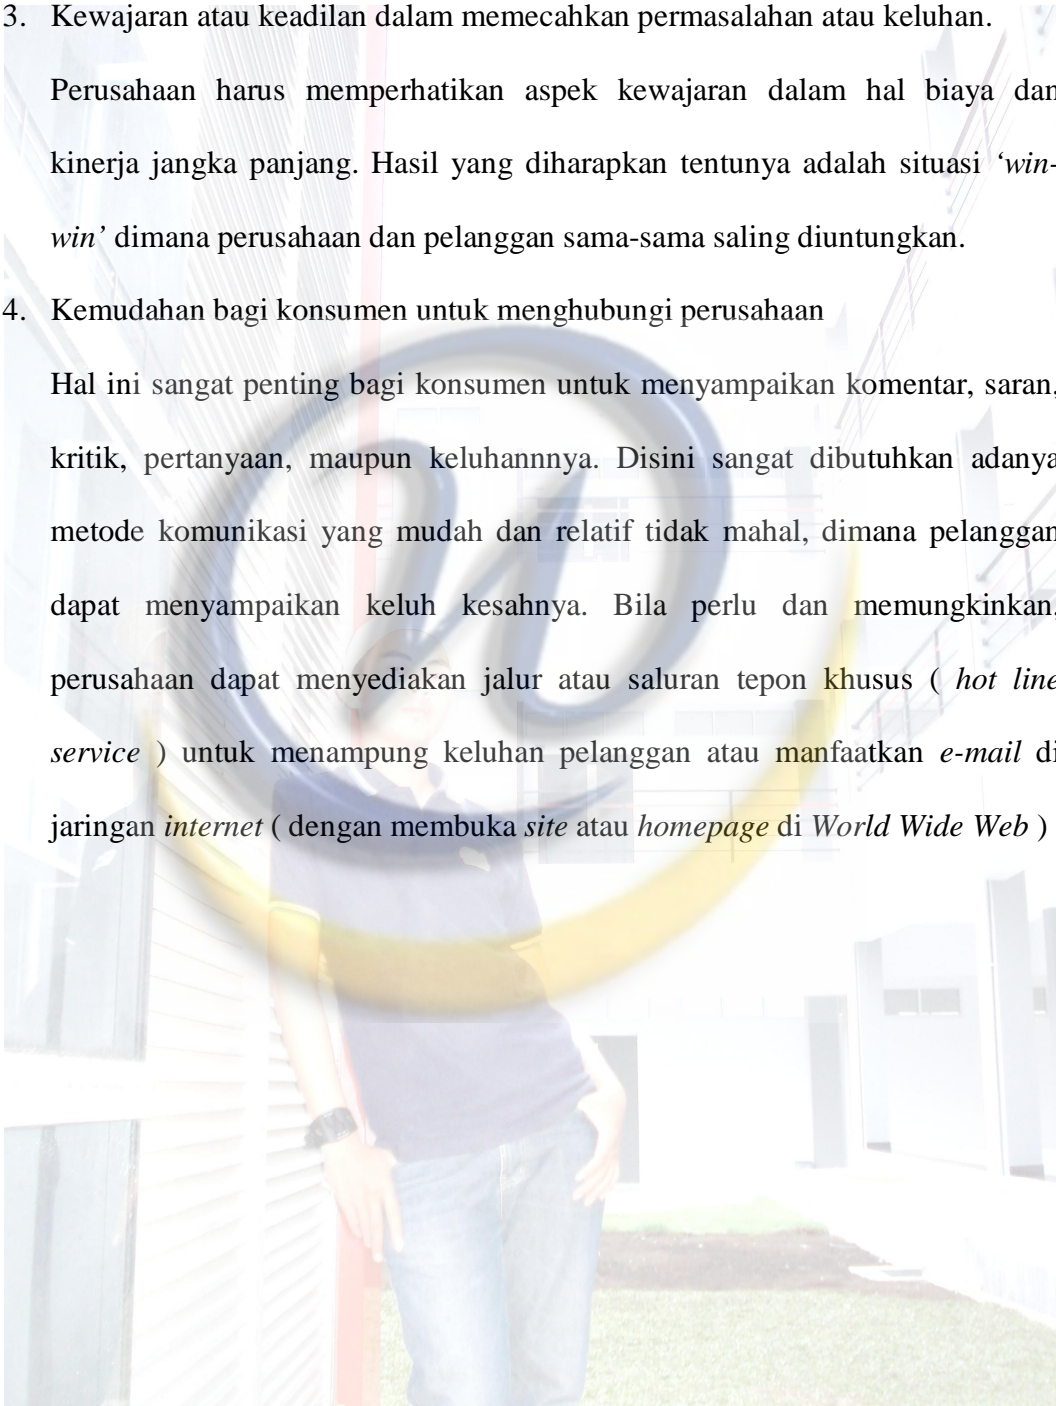 3. Kewajaran atau keadilan dalam memecahkan permasalahan atau keluhan.
Perusahaan harus memperhatikan aspek kewajaran dalam hal biaya dan
kinerja jangka panjang. Hasil yang diharapkan tentunya adalah situasi ‘win-
win’ dimana perusahaan dan pelanggan sama-sama saling diuntungkan.
4. Kemudahan bagi konsumen untuk menghubungi perusahaan
Hal ini sangat penting bagi konsumen untuk menyampaikan komentar, saran,
kritik, pertanyaan, maupun keluhannnya. Disini sangat dibutuhkan adanya
metode komunikasi yang mudah dan relatif tidak mahal, dimana pelanggan
dapat menyampaikan keluh kesahnya. Bila perlu dan memungkinkan,
perusahaan dapat menyediakan jalur atau saluran tepon khusus ( hot line
service ) untuk menampung keluhan pelanggan atau manfaatkan e-mail di
jaringan internet ( dengan membuka site atau homepage di World Wide Web )